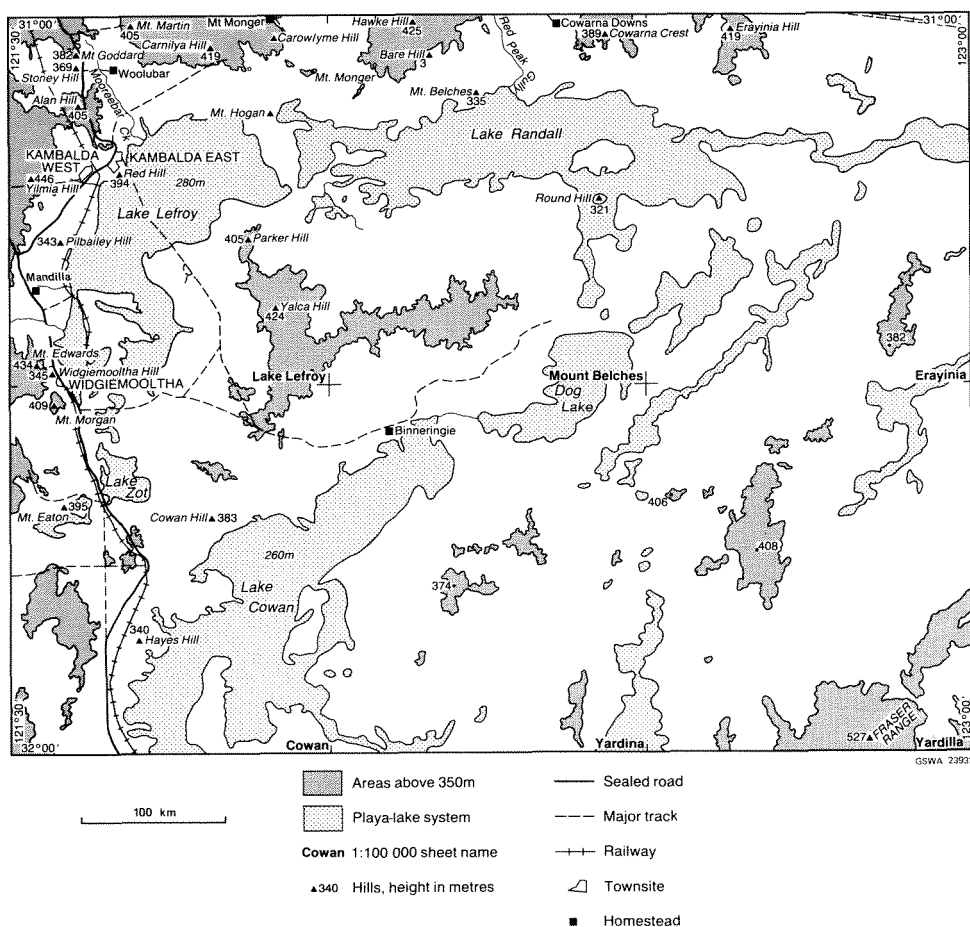 31°00'
121°30'
Mt. Martin
405
Mt Monger
Carowlyme Hill
Carnilya Hill
419
Hawke Hill
425
Bare Hill
3
Red Peak Gully
Cowarna Downs
389 Cowarna Crest
Erayinia Hill
419
31°00'
123°00'
382 Mt Goddard
369
Stoney Hill
Woolubar
Moorebar Ck
Mt. Monger
Mt. Belches
335
Alan Hill
405
Mt. Hogan
Lake Randall
KAMBALDA WEST
KAMBALDA EAST
446
Yilmia Hill
Red Hill
394
280m
Lake Lefroy
Round Hill
321
343 Pilbailey Hill
405 Parker Hill
Mandilla
Yalca Hill
424
382
Mt. Edwards
434
345
Widgiemooltha Hill
WIDGIEMOOLTHA
Lake Lefroy
Mount Belches
Erayinia
Dog Lake
409
Mt. Morgan
Binneringie
Lake Zot
395
Mt. Eaton
Cowan Hill 383
406
408
260m
Lake Cowan
374
340
Hayes Hill
121°30'
32°00'
Cowan
Yardina
527
FRASER RANGE
Yardilla
123°00'
GSWA 23935
Areas above 350m
Sealed road
100 km
Playa-lake system
Major track
Cowan 1:100 000 sheet name
Railway
340 Hills, height in metres
Townsite
Homestead